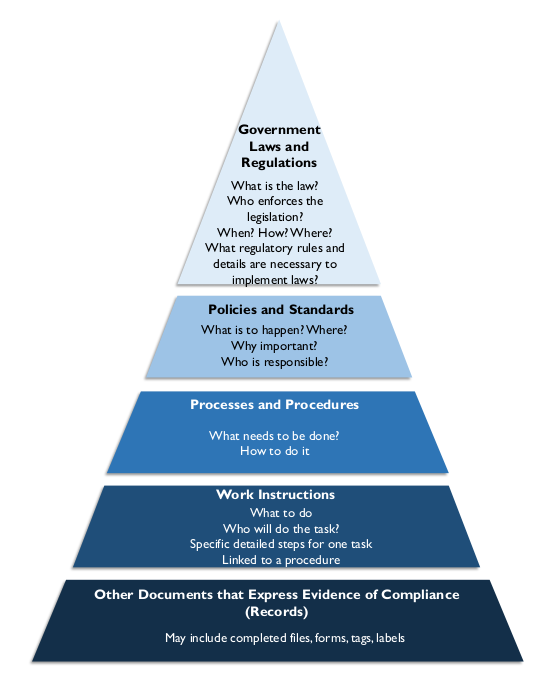 Government
Laws and
Regulations
What is the law?
Who enforces the
legislation?
When? How? Where?
What regulatory rules and
details are necessary to
implement laws?
Policies and Standards
What is to happen? Where?
Why important?
Who is responsible?
Processes and Procedures
What needs to be done?
How to do it
Work Instructions
What to do
Who will do the task?
Specific detailed steps for one task
Linked to a procedure
Other Documents that Express Evidence of Compliance
(Records)
May include completed files, forms, tags, labels